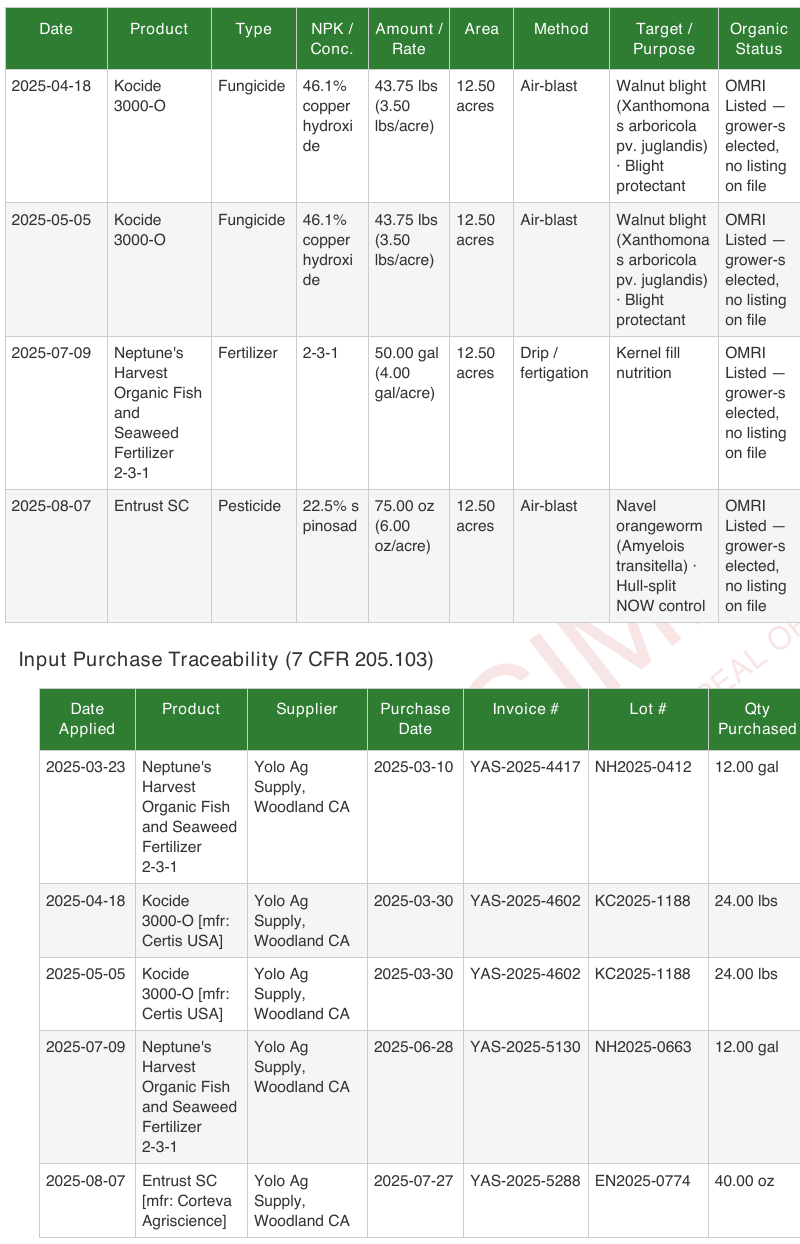 Date Product Type NPK / Conc. Amount / Rate Area Method Target / Purpose Organic Status
2025-04-18 Kocide 3000-O Fungicide 46.1% copper hydroxi de 43.75 lbs (3.50 lbs/acre) 12.50 acres Air-blast Walnut blight (Xanthomona s arboricola pv. juglandis) · Blight protectant OMRI Listed — grower-s elected, no listing on file
2025-05-05 Kocide 3000-O Fungicide 46.1% copper hydroxi de 43.75 lbs (3.50 lbs/acre) 12.50 acres Air-blast Walnut blight (Xanthomona s arboricola pv. juglandis) · Blight protectant OMRI Listed — grower-s elected, no listing on file
2025-07-09 Neptune's Harvest Organic Fish and Seaweed Fertilizer 2-3-1 Fertilizer 2-3-1 50.00 gal (4.00 gal/acre) 12.50 acres Drip / fertigation Kernel fill nutrition OMRI Listed — grower-s elected, no listing on file
2025-08-07 Entrust SC Pesticide 22.5% s pinosad 75.00 oz (6.00 oz/acre) 12.50 acres Air-blast Navel orangeworm (Amyelois transitella) · Hull-split NOW control OMRI Listed — grower-s elected, no listing on file
Input Purchase Traceability (7 CFR 205.103)
Date Applied Product Supplier Purchase Date Invoice # Lot # Qty Purchased
2025-03-23 Neptune's Harvest Organic Fish and Seaweed Fertilizer 2-3-1 Yolo Ag Supply, Woodland CA 2025-03-10 YAS-2025-4417 NH2025-0412 12.00 gal
2025-04-18 Kocide 3000-O [mfr: Certis USA] Yolo Ag Supply, Woodland CA 2025-03-30 YAS-2025-4602 KC2025-1188 24.00 lbs
2025-05-05 Kocide 3000-O [mfr: Certis USA] Yolo Ag Supply, Woodland CA 2025-03-30 YAS-2025-4602 KC2025-1188 24.00 lbs
2025-07-09 Neptune's Harvest Organic Fish and Seaweed Fertilizer 2-3-1 Yolo Ag Supply, Woodland CA 2025-06-28 YAS-2025-5130 NH2025-0663 12.00 gal
2025-08-07 Entrust SC [mfr: Corteva Agriscience] Yolo Ag Supply, Woodland CA 2025-07-27 YAS-2025-5288 EN2025-0774 40.00 oz